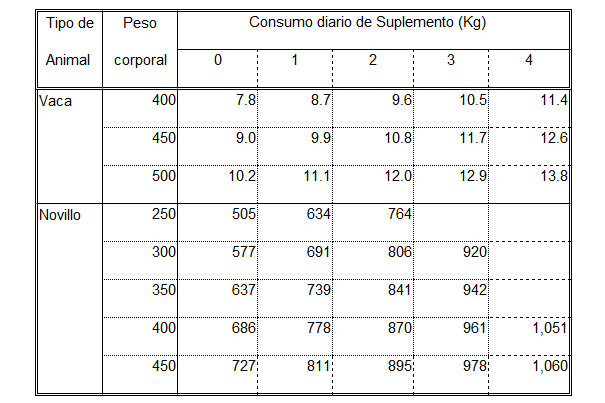 Tipo de Peso Consumo diario de Suplemento (Kg)
Animal corporal 0 1 2 3 4
Vaca 400 7.8 8.7 9.6 10.5 11.4
450 9.0 9.9 10.8 11.7 12.6
500 10.2 11.1 12.0 12.9 13.8
Novillo 250 505 634 764
300 577 691 806 920
350 637 739 841 942
400 686 778 870 961 1,051
450 727 811 895 978 1,060